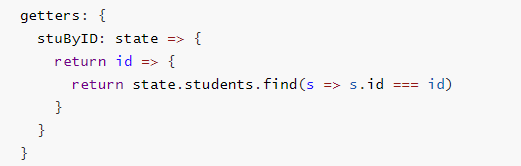 getters: {
  stuByID: state => {
    return id => {
      return state.students.find(s => s.id === id)
    }
  }
}